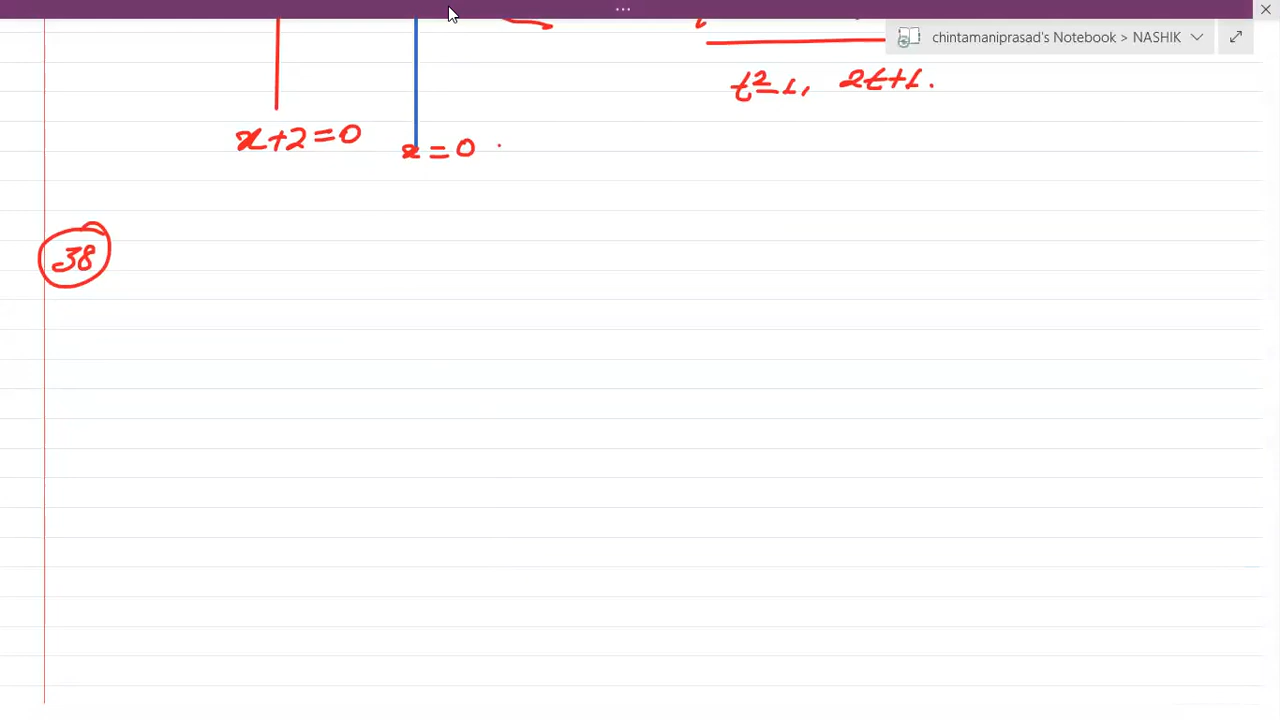 chintamaniprasad's Notebook > NASHIK
t²-1, 2t+1.
x+2=0
x=0
38